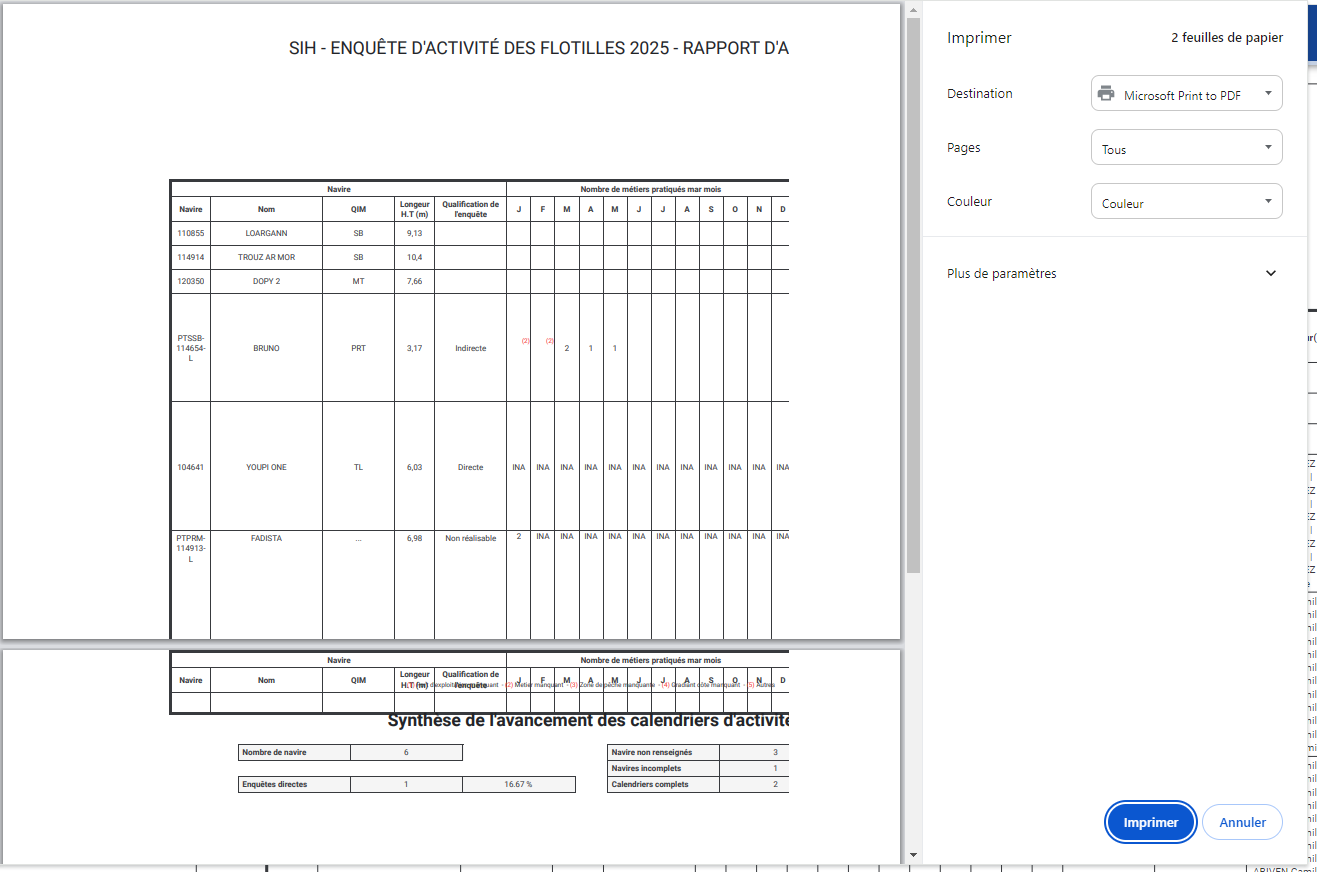 SIH - ENQUÊTE D'ACTIVITÉ DES FLOTILLES 2025 - RAPPORT D'A
Navire Nombre de métiers pratiqués mar mois
Navire Nom QIM Longeur H.T (m) Qualification de l'enquête J F M A M J J A S O N D
110855 LOARGANN SB 9,13
114914 TROUZ AR MOR SB 10,4
120350 DOPY 2 MT 7,66
PTSSB-114654-L BRUNO PRT 3,17 Indirecte (2) (2) 2 1 1
104641 YOUPI ONE TL 6,03 Directe INA INA INA INA INA INA INA INA INA INA INA INA
PTPRM-114913-L FADISTA ... 6,98 Non réalisable 2 INA INA INA INA INA INA INA INA INA INA INA
Navire Nombre de métiers pratiqués mar mois
Navire Nom QIM Longeur H.T (m) Qualification de l'enquête J F M A M J J A S O N D
manquant - (2) Métier manquant - (3) Zone de pêche manquante - (4) Gradiant côte manquant - (5) Autres
Synthèse de l'avancement des calendriers d'activité
Nombre de navire 6 Navire non renseignés 3
Navires incomplets 1
Enquêtes directes 1 16.67 % Calendriers complets 2
Imprimer 2 feuilles de papier
Destination Microsoft Print to PDF
Pages Tous
Couleur Couleur
Plus de paramètres
Imprimer Annuler